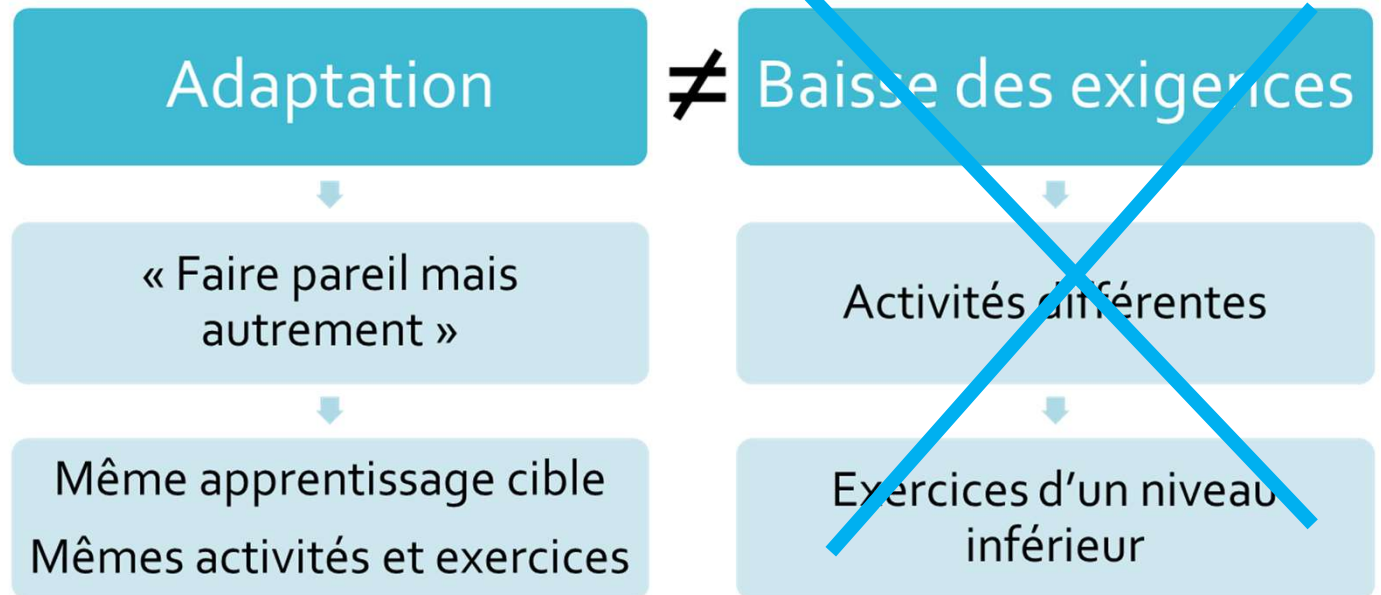 Adaptation
≠
Baisse des exigences
« Faire pareil mais
autrement »
Activités différentes
Même apprentissage cible
Mêmes activités et exercices
Exercices d’un niveau
inférieur